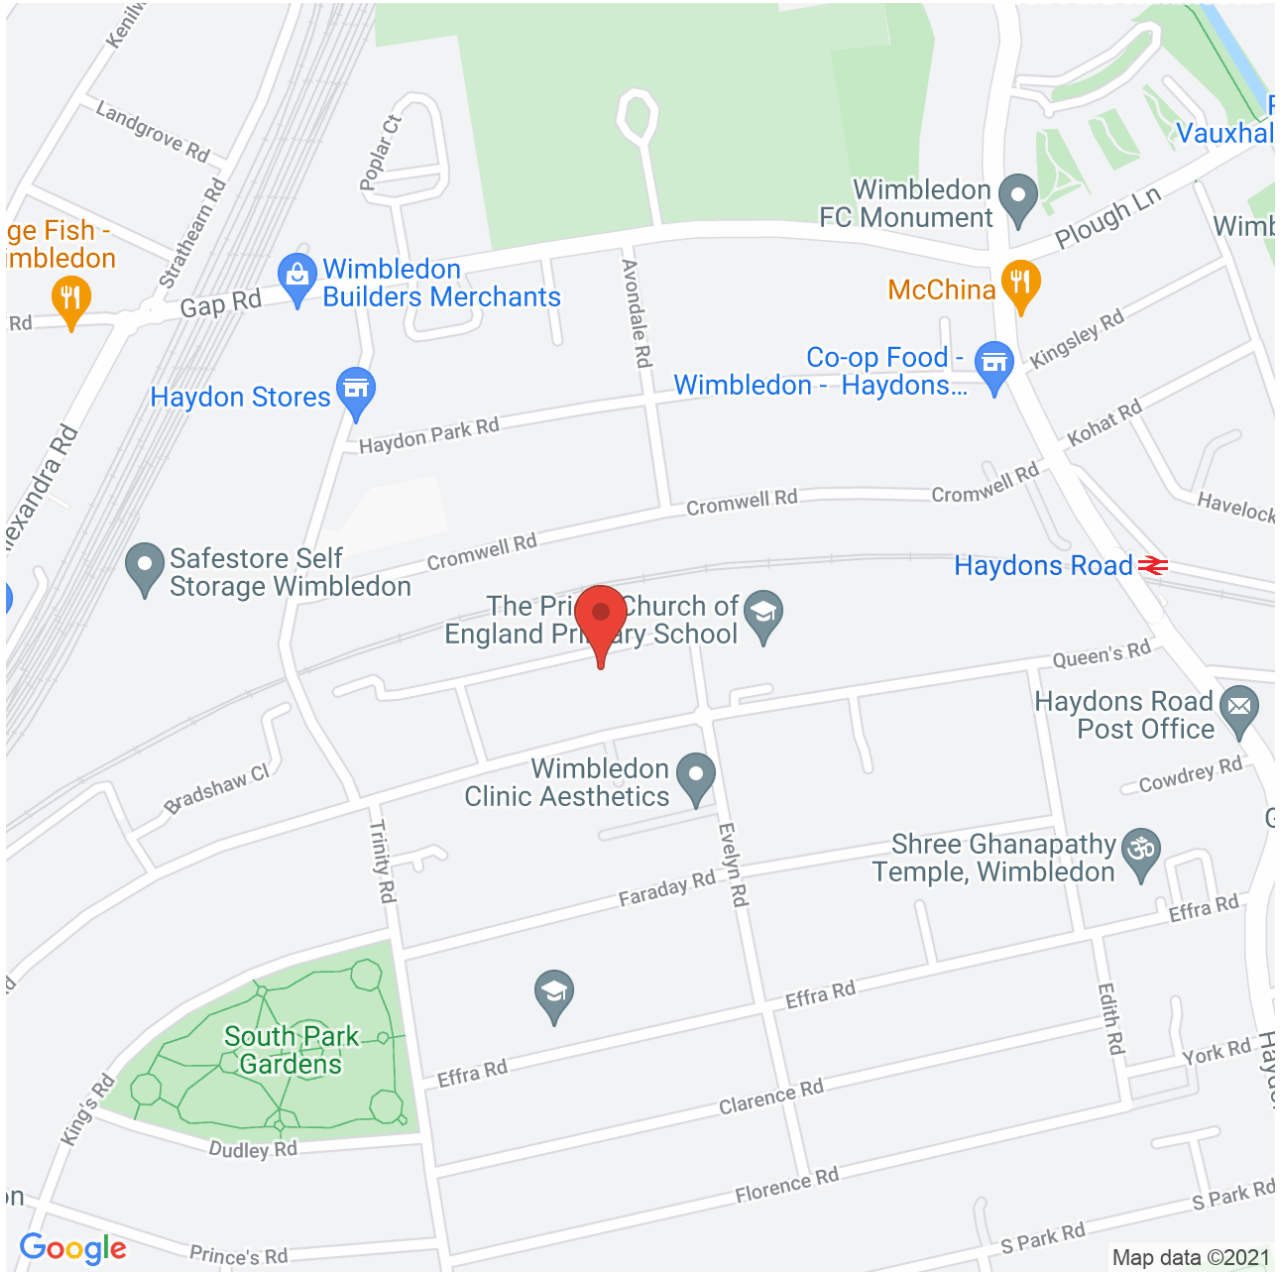 Kenilw
Landgrove Rd
Poplar Ct
Strathearn Rd
ge Fish -
imbledon
Rd
Gap Rd
Wimbledon
Builders Merchants
Avondale Rd
Wimbledon
FC Monument
Plough Ln
Vauxhal
Wimb
McChina
Kingsley Rd
Co-op Food -
Wimbledon - Haydons...
Haydon Stores
Haydon Park Rd
Kohat Rd
lexandra Rd
Cromwell Rd
Cromwell Rd
Cromwell Rd
Havelock
Safestore Self
Storage Wimbledon
Haydons Road
The Pri Church of
England Pri ary School
Queen's Rd
Haydons Road
Post Office
Bradshaw Cl
Wimbledon
Clinic Aesthetics
Cowdrey Rd
Trinity Rd
Evelyn Rd
Shree Ghanapathy
Temple, Wimbledon
Faraday Rd
Effra Rd
Effra Rd
Edith Rd
South Park
Gardens
Effra Rd
York Rd
Haydon
King's Rd
Clarence Rd
Dudley Rd
Florence Rd
S Park Rd
on
S Park Rd
Prince's Rd
Google
Map data ©2021